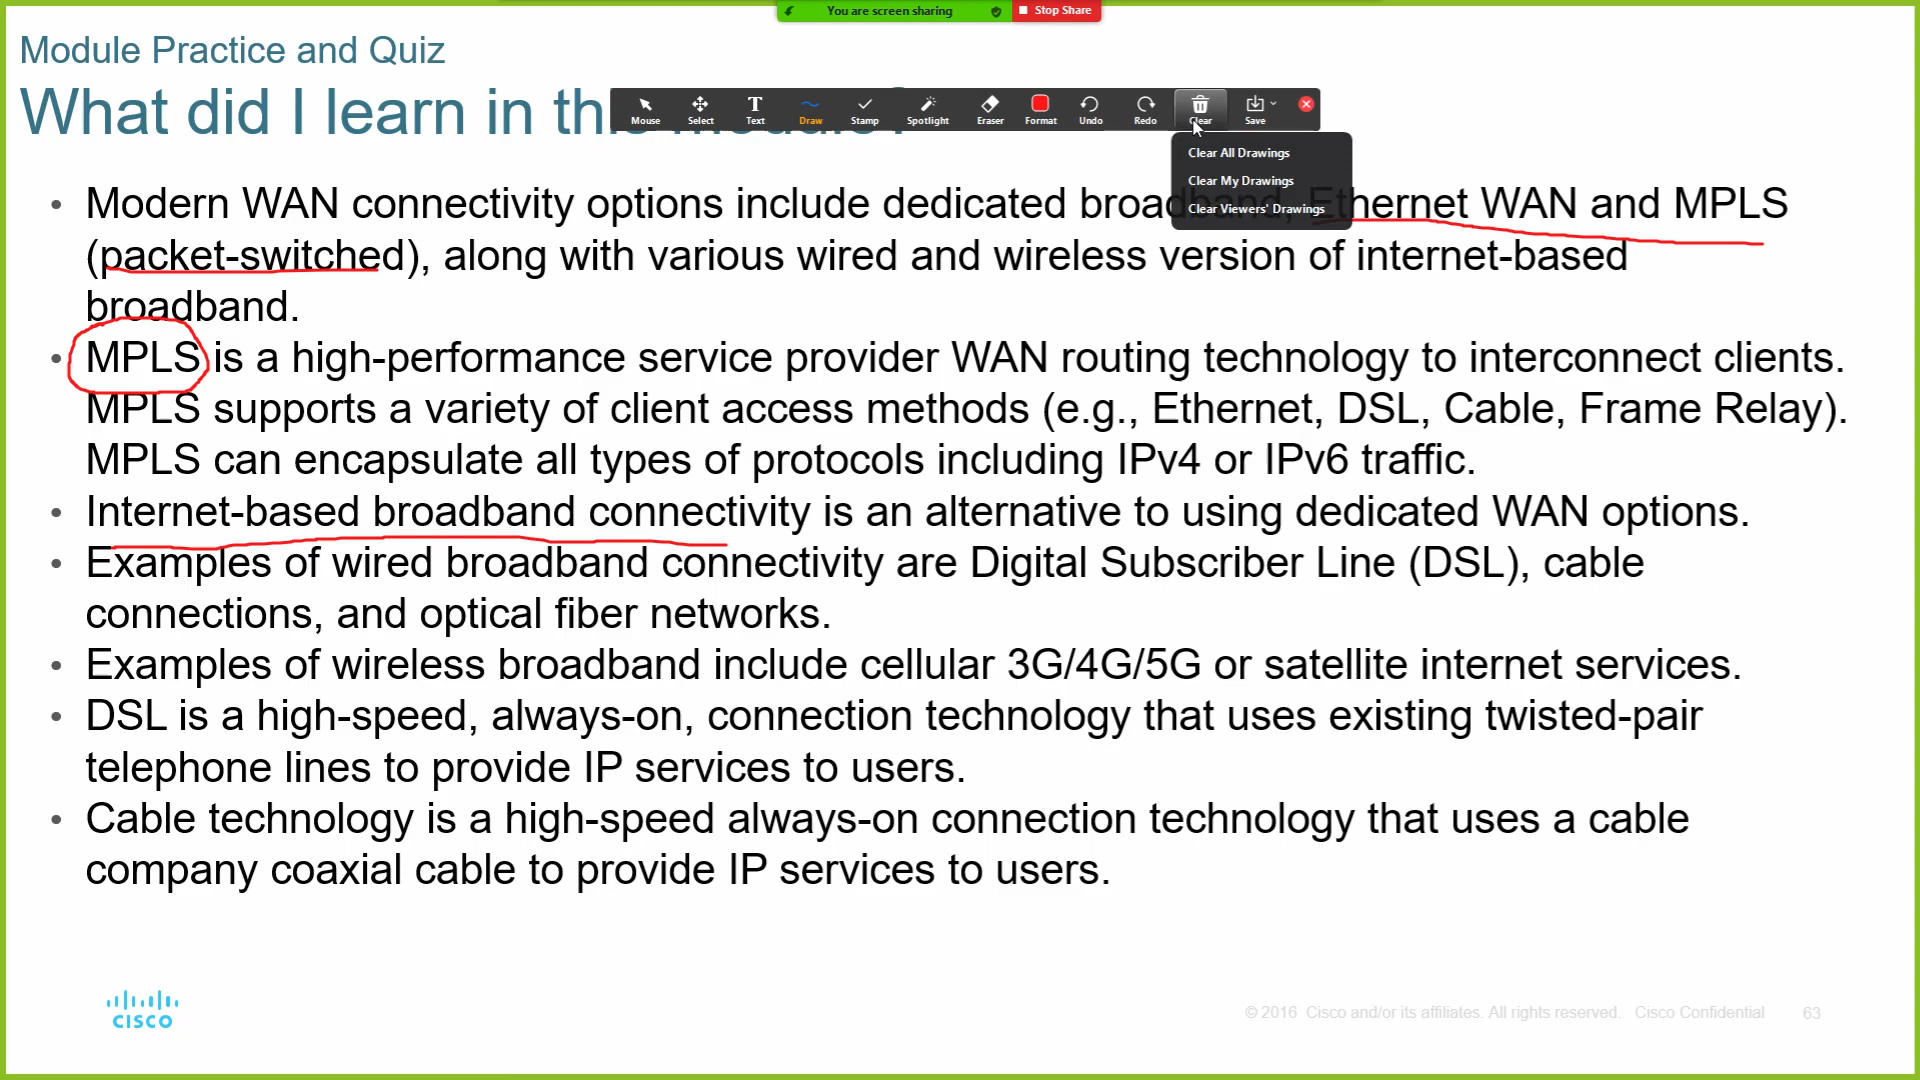 You are screen sharing
Stop Share
Module Practice and Quiz
What did I learn in th
Mouse Select Text Draw Stamp Spotlight Eraser Format Undo Redo Clear Save
Clear All Drawings
Clear My Drawings
Clear Viewers' Drawings
• Modern WAN connectivity options include dedicated broadband, Ethernet WAN and MPLS
(packet-switched), along with various wired and wireless version of internet-based
broadband.
• MPLS is a high-performance service provider WAN routing technology to interconnect clients.
MPLS supports a variety of client access methods (e.g., Ethernet, DSL, Cable, Frame Relay).
MPLS can encapsulate all types of protocols including IPv4 or IPv6 traffic.
• Internet-based broadband connectivity is an alternative to using dedicated WAN options.
• Examples of wired broadband connectivity are Digital Subscriber Line (DSL), cable
connections, and optical fiber networks.
• Examples of wireless broadband include cellular 3G/4G/5G or satellite internet services.
• DSL is a high-speed, always-on, connection technology that uses existing twisted-pair
telephone lines to provide IP services to users.
• Cable technology is a high-speed always-on connection technology that uses a cable
company coaxial cable to provide IP services to users.
CISCO
© 2016 Cisco and/or its affiliates. All rights reserved. Cisco Confidential 63